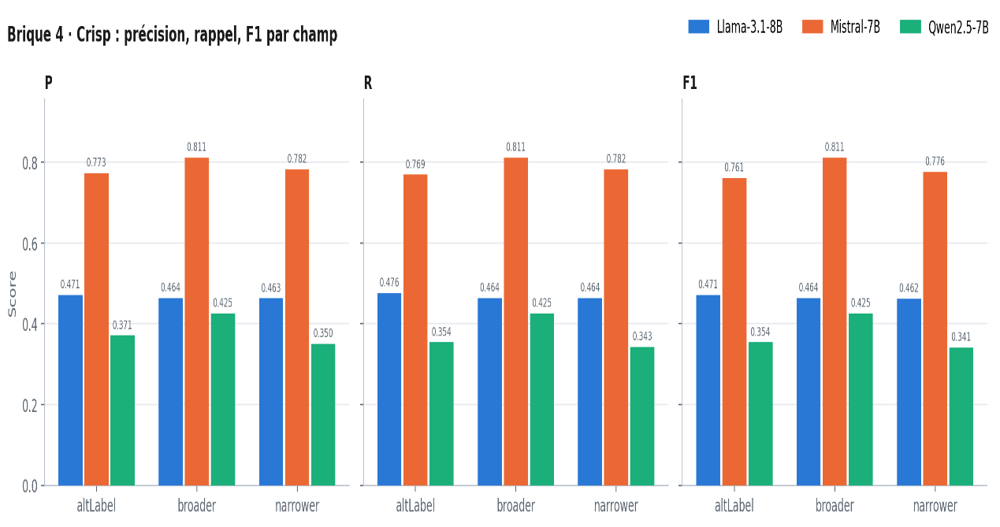 Brique 4 · Crisp : précision, rappel, F1 par champ
Llama-3.1-8B Mistral-7B Qwen2.5-7B
P
Score
0.8
0.6
0.4
0.2
0.0
0.471 0.773 0.371
0.464 0.811 0.425
0.463 0.782 0.350
altLabel broader narrower
R
0.476 0.769 0.354
0.464 0.811 0.425
0.464 0.782 0.343
altLabel broader narrower
F1
0.471 0.761 0.354
0.464 0.811 0.425
0.462 0.776 0.341
altLabel broader narrower